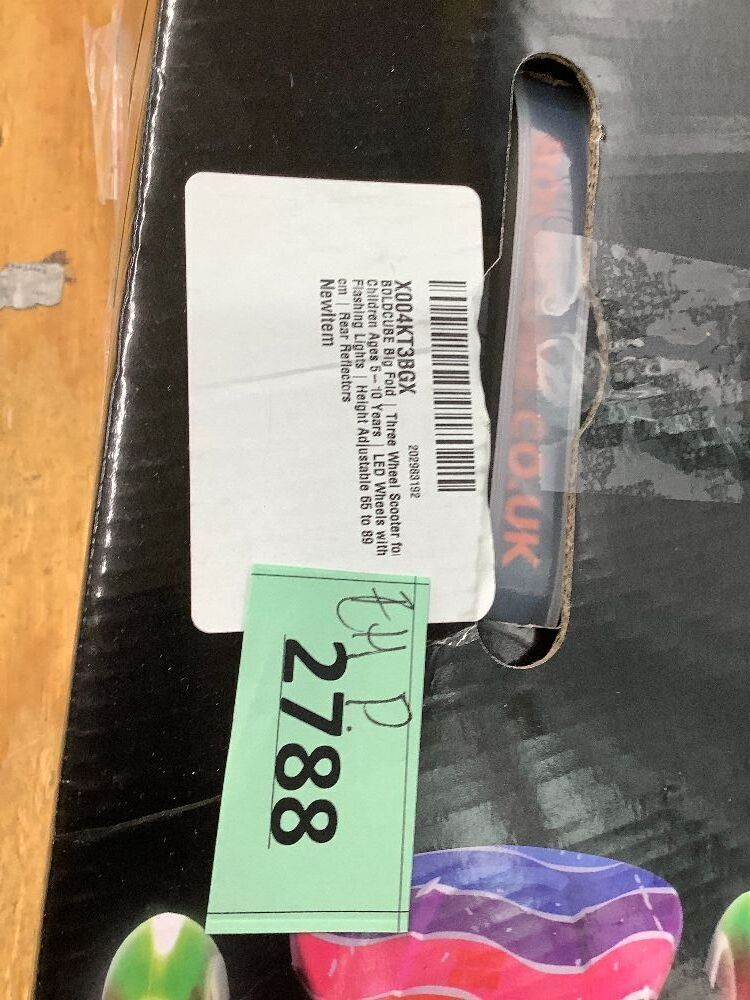 202983192
X004KT3BGX
BOLDCUBE Big Fold | Three Wheel Scooter for
Children Ages 5 – 10 Years | LED Wheels with
Flashing Lights | Height Adjustable 66 to 89
cm | Rear Reflectors
NewItem
.CO.UK
2788